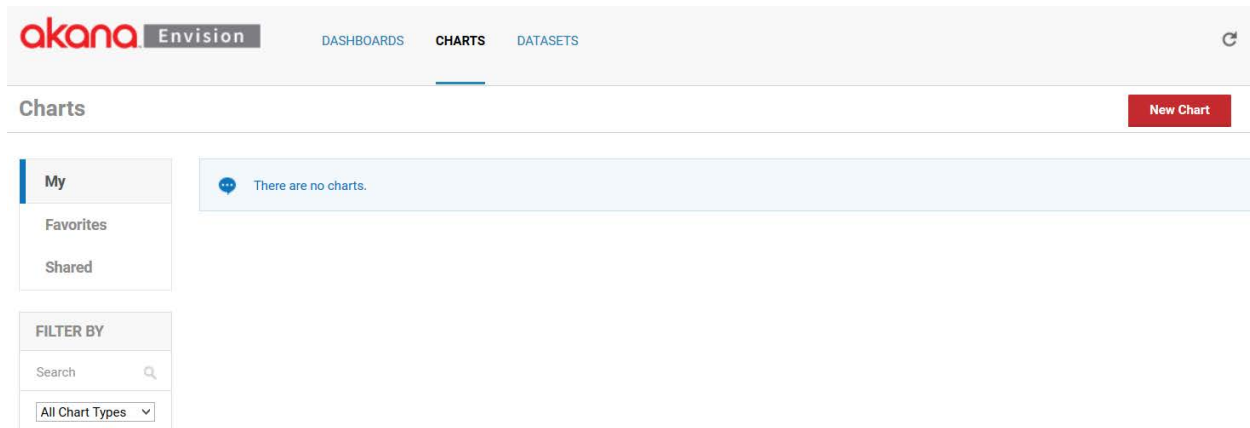 akana Envision DASHBOARDS CHARTS DATASETS
Charts New Chart
My
There are no charts.
Favorites
Shared
FILTER BY
Search
All Chart Types